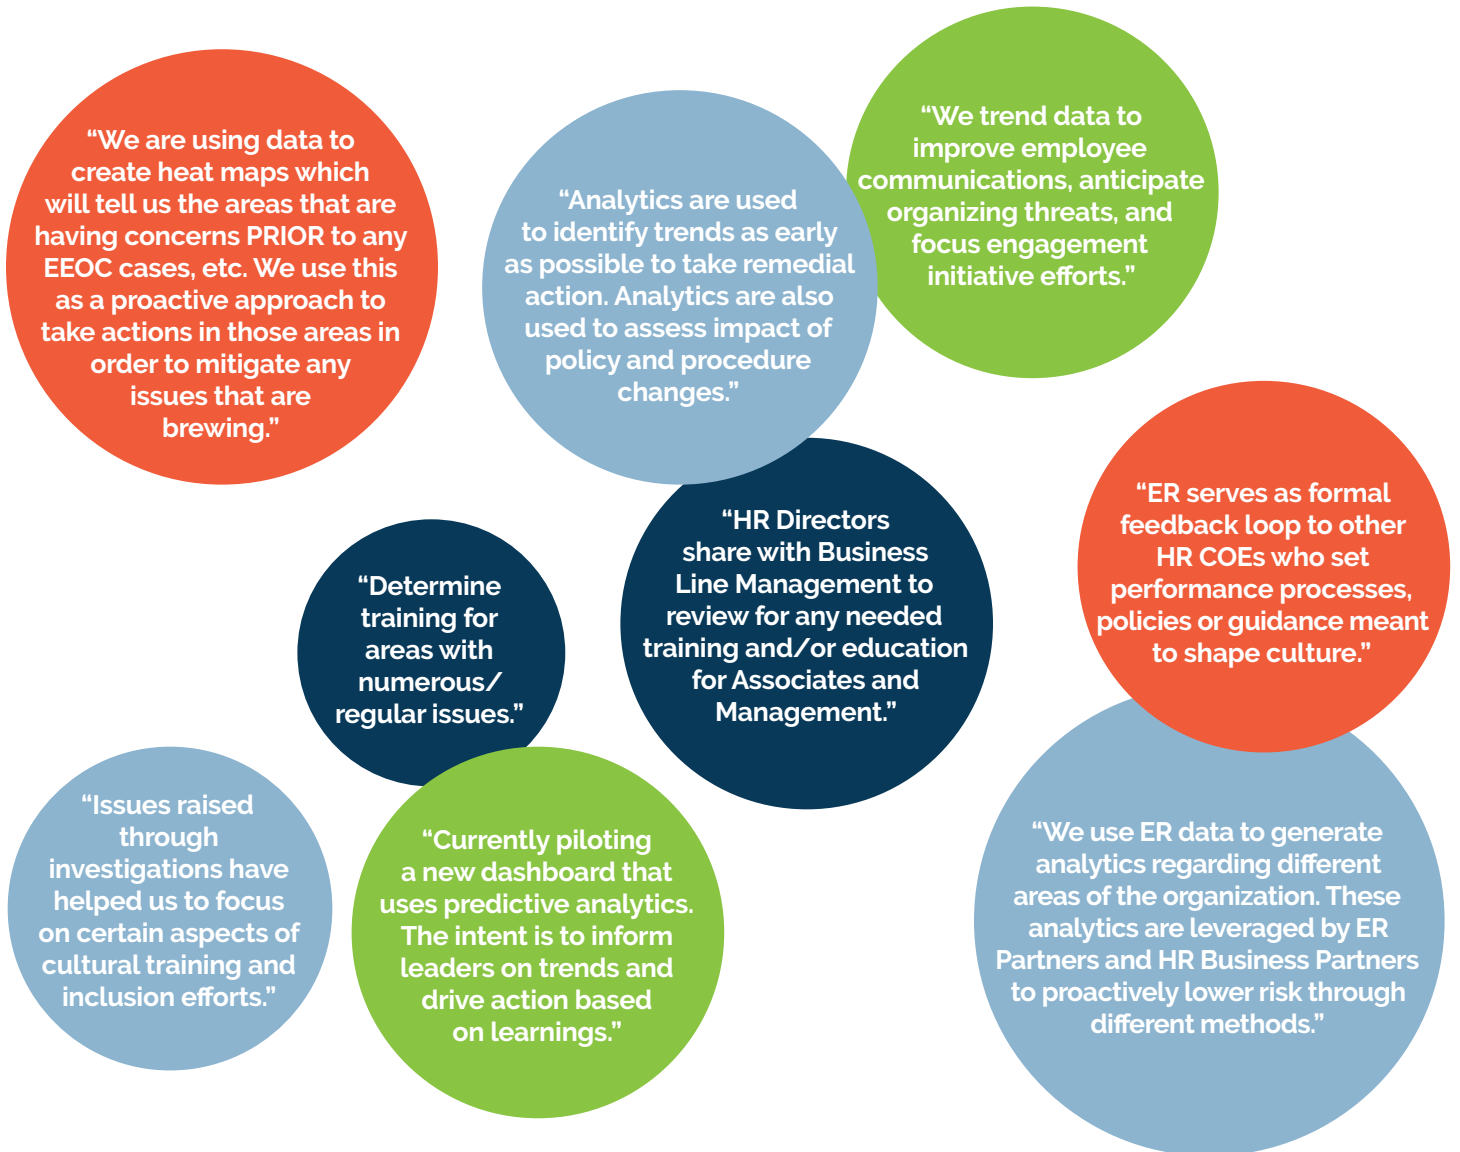 “We are using data to
create heat maps which
will tell us the areas that are
having concerns PRIOR to any
EEOC cases, etc. We use this
as a proactive approach to
take actions in those areas in
order to mitigate any
issues that are
brewing.”
“Analytics are used
to identify trends as early
as possible to take remedial
action. Analytics are also
used to assess impact of
policy and procedure
changes.”
“We trend data to
improve employee
communications, anticipate
organizing threats, and
focus engagement
initiative efforts.”
“Determine
training for
areas with
numerous/
regular issues.”
“HR Directors
share with Business
Line Management to
review for any needed
training and/or education
for Associates and
Management.”
“ER serves as formal
feedback loop to other
HR COEs who set
performance processes,
policies or guidance meant
to shape culture.”
“Issues raised
through
investigations have
helped us to focus
on certain aspects of
cultural training and
inclusion efforts.”
“Currently piloting
a new dashboard that
uses predictive analytics.
The intent is to inform
leaders on trends and
drive action based
on learnings.”
“We use ER data to generate
analytics regarding different
areas of the organization. These
analytics are leveraged by ER
Partners and HR Business Partners
to proactively lower risk through
different methods.”